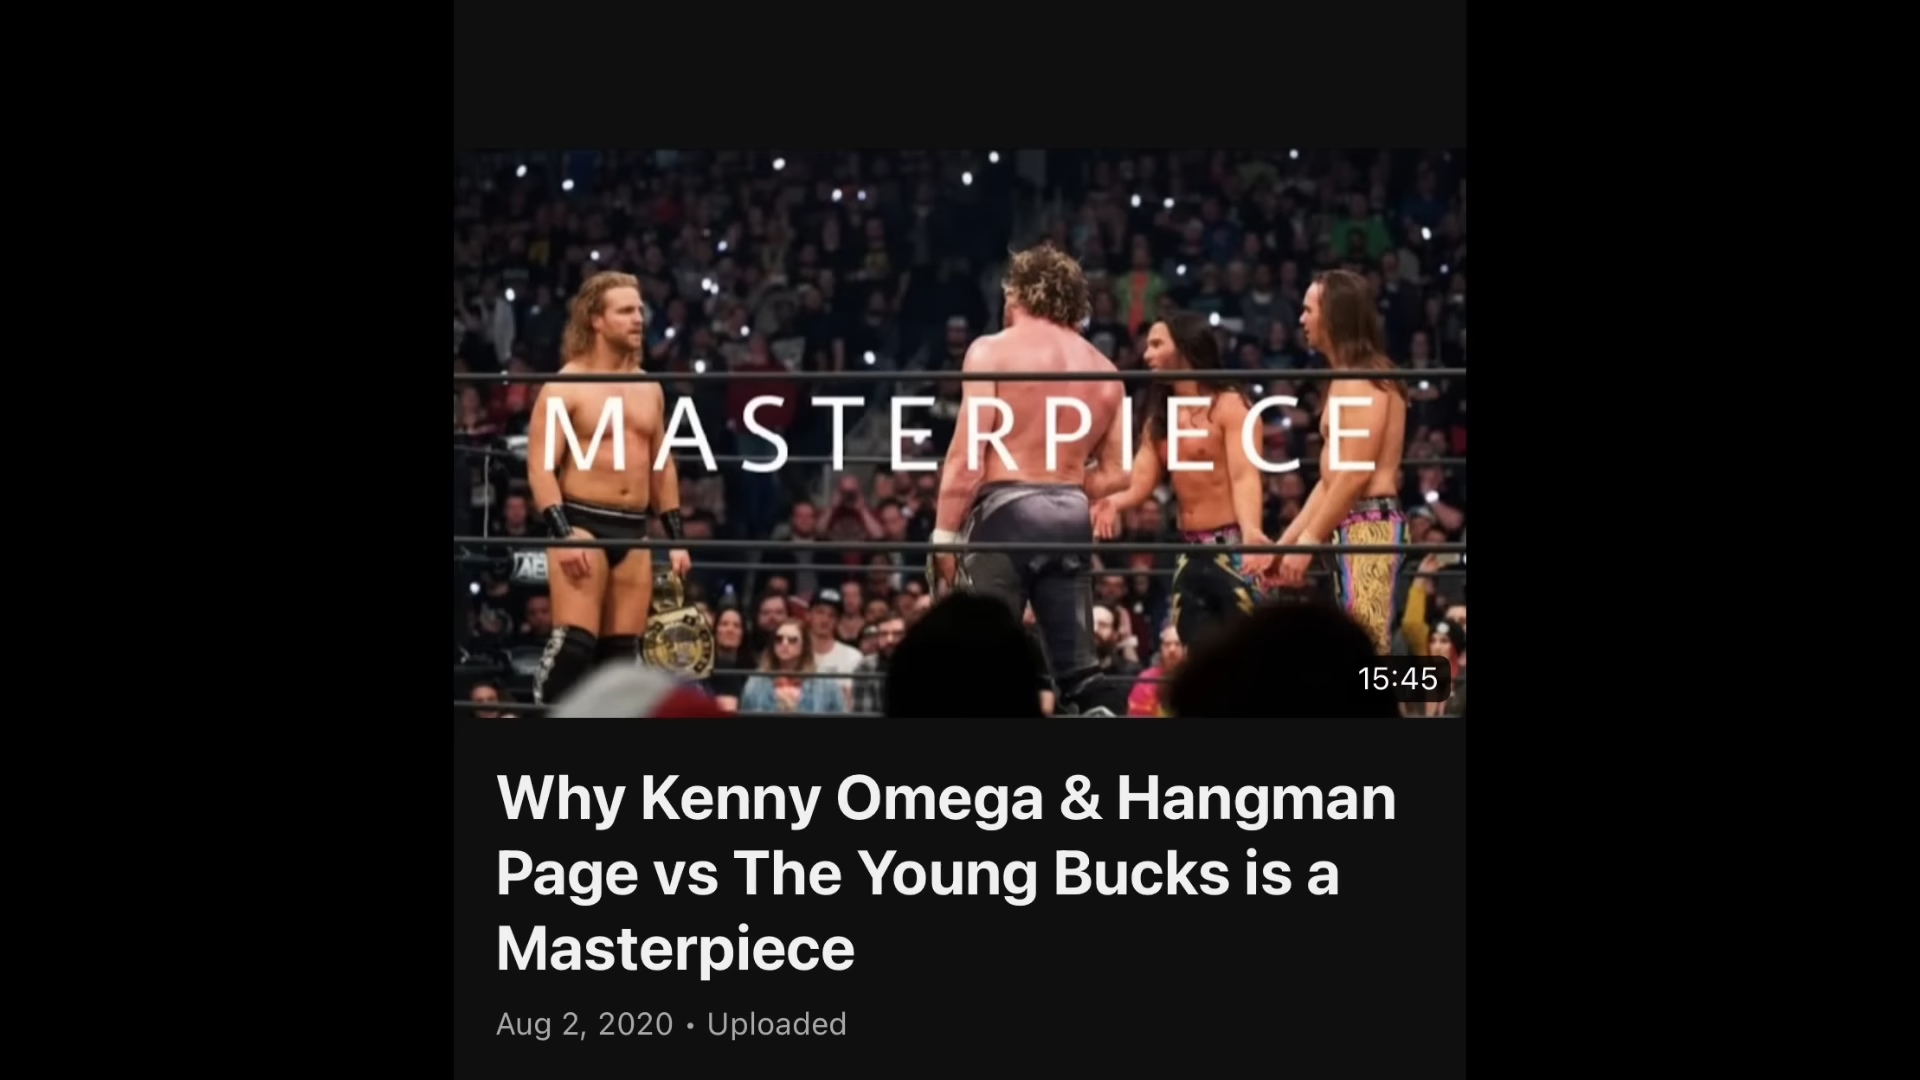 MASTERPIECE
15:45
Why Kenny Omega & Hangman
Page vs The Young Bucks is a
Masterpiece
Aug 2, 2020 • Uploaded